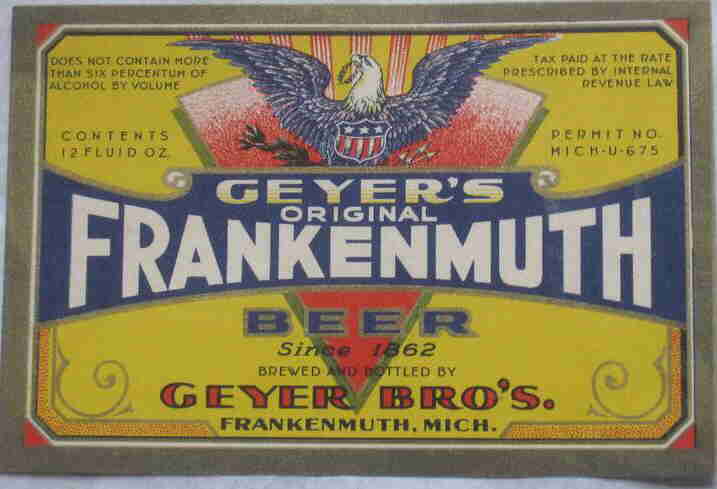 DOES NOT CONTAIN MORE
THAN SIX PERCENTUM OF
ALCOHOL BY VOLUME
TAX PAID AT THE RATE
PRESCRIBED BY INTERNAL
REVENUE LAW
CONTENTS
12 FLUID OZ.
PERMIT NO.
MICH-U-675
GEYER'S
ORIGINAL
FRANKENMUTH
BEER
Since 1862
BREWED AND BOTTLED BY
GEYER BRO'S.
FRANKENMUTH, MICH.